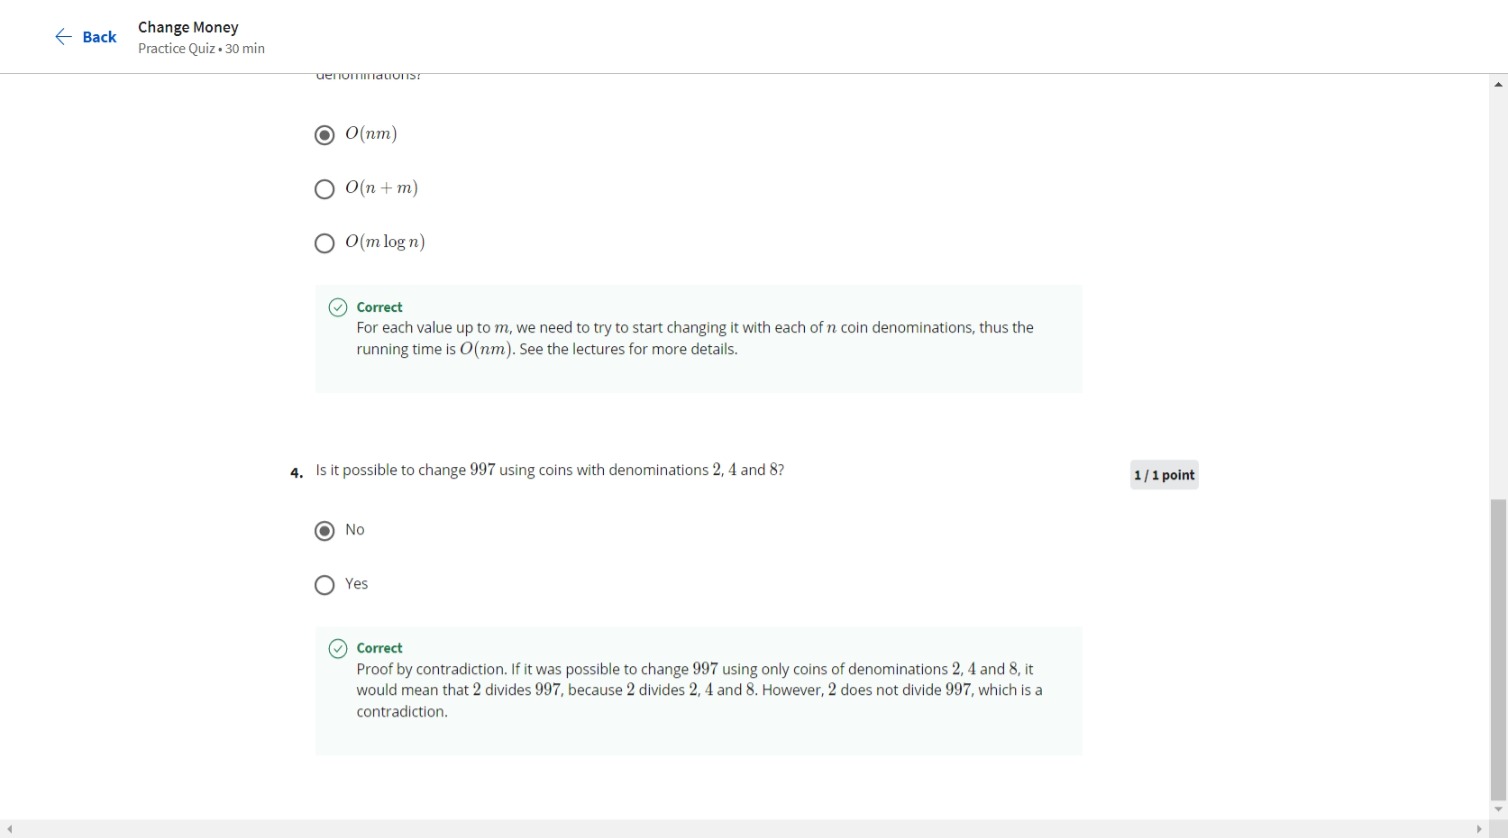 Back
Change Money
Practice Quiz • 30 min
denominations?
O(nm)
O(n + m)
O(m log n)
Correct
For each value up to m, we need to try to start changing it with each of n coin denominations, thus the
running time is O(nm). See the lectures for more details.
4. Is it possible to change 997 using coins with denominations 2, 4 and 8?
1 / 1 point
No
Yes
Correct
Proof by contradiction. If it was possible to change 997 using only coins of denominations 2, 4 and 8, it
would mean that 2 divides 997, because 2 divides 2, 4 and 8. However, 2 does not divide 997, which is a
contradiction.